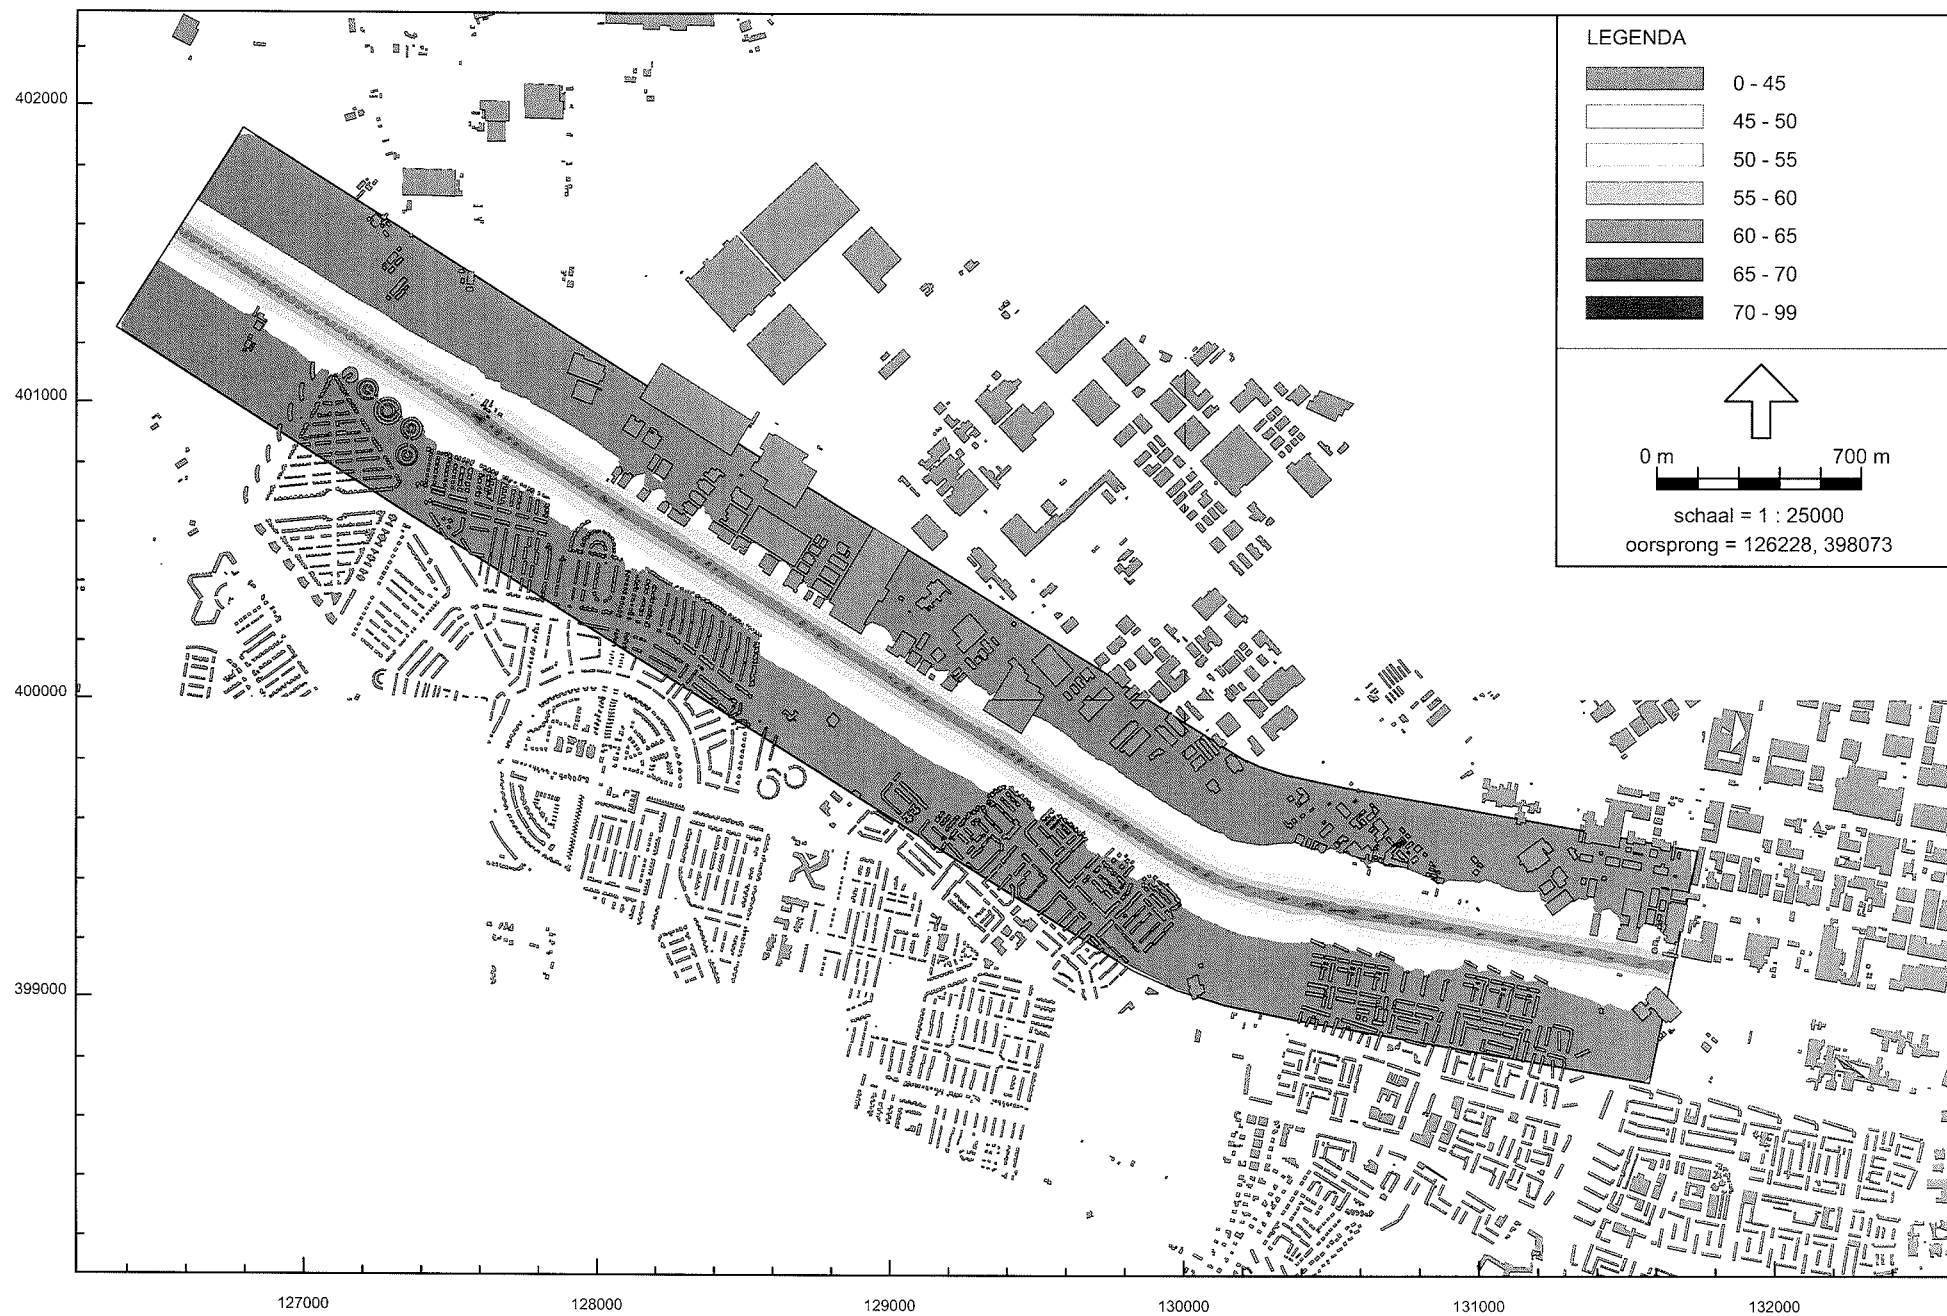 LEGENDA
0 - 45
45 - 50
50 - 55
55 - 60
60 - 65
65 - 70
70 - 99
0 m 700 m
schaal = 1 : 25000
oorsprong = 126228, 398073
402000
401000
400000
399000
127000 128000 129000 130000 131000 132000